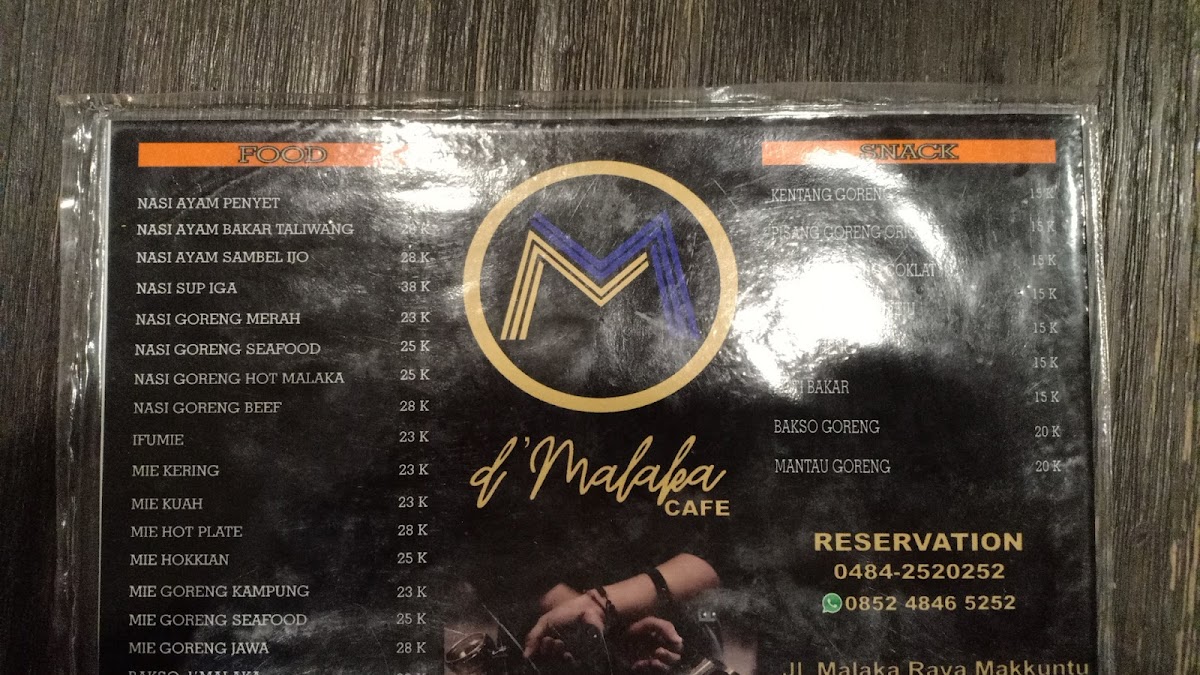 FOOD
NASI AYAM PENYET
NASI AYAM BAKAR TALIWANG 28 K
NASI AYAM SAMBEL IJO 28 K
NASI SUP IGA 38 K
NASI GORENG MERAH 23 K
NASI GORENG SEAFOOD 25 K
NASI GORENG HOT MALAKA 25 K
NASI GORENG BEEF 28 K
IFUMIE 23 K
MIE KERING 23 K
MIE KUAH 23 K
MIE HOT PLATE 28 K
MIE HOKKIAN 25 K
MIE GORENG KAMPUNG 23 K
MIE GORENG SEAFOOD 25 K
MIE GORENG JAWA 28 K
M
d'Malaka
CAFE
SNACK
KENTANG GORENG 15 K
PISANG GORENG 15 K
COKLAT 15 K
15 K
15 K
15 K
BAKAR 15 K
BAKSO GORENG 20 K
MANTAU GORENG 20 K
RESERVATION
0484-2520252
0852 4846 5252
Jl. Malaka Raya Makkuntu